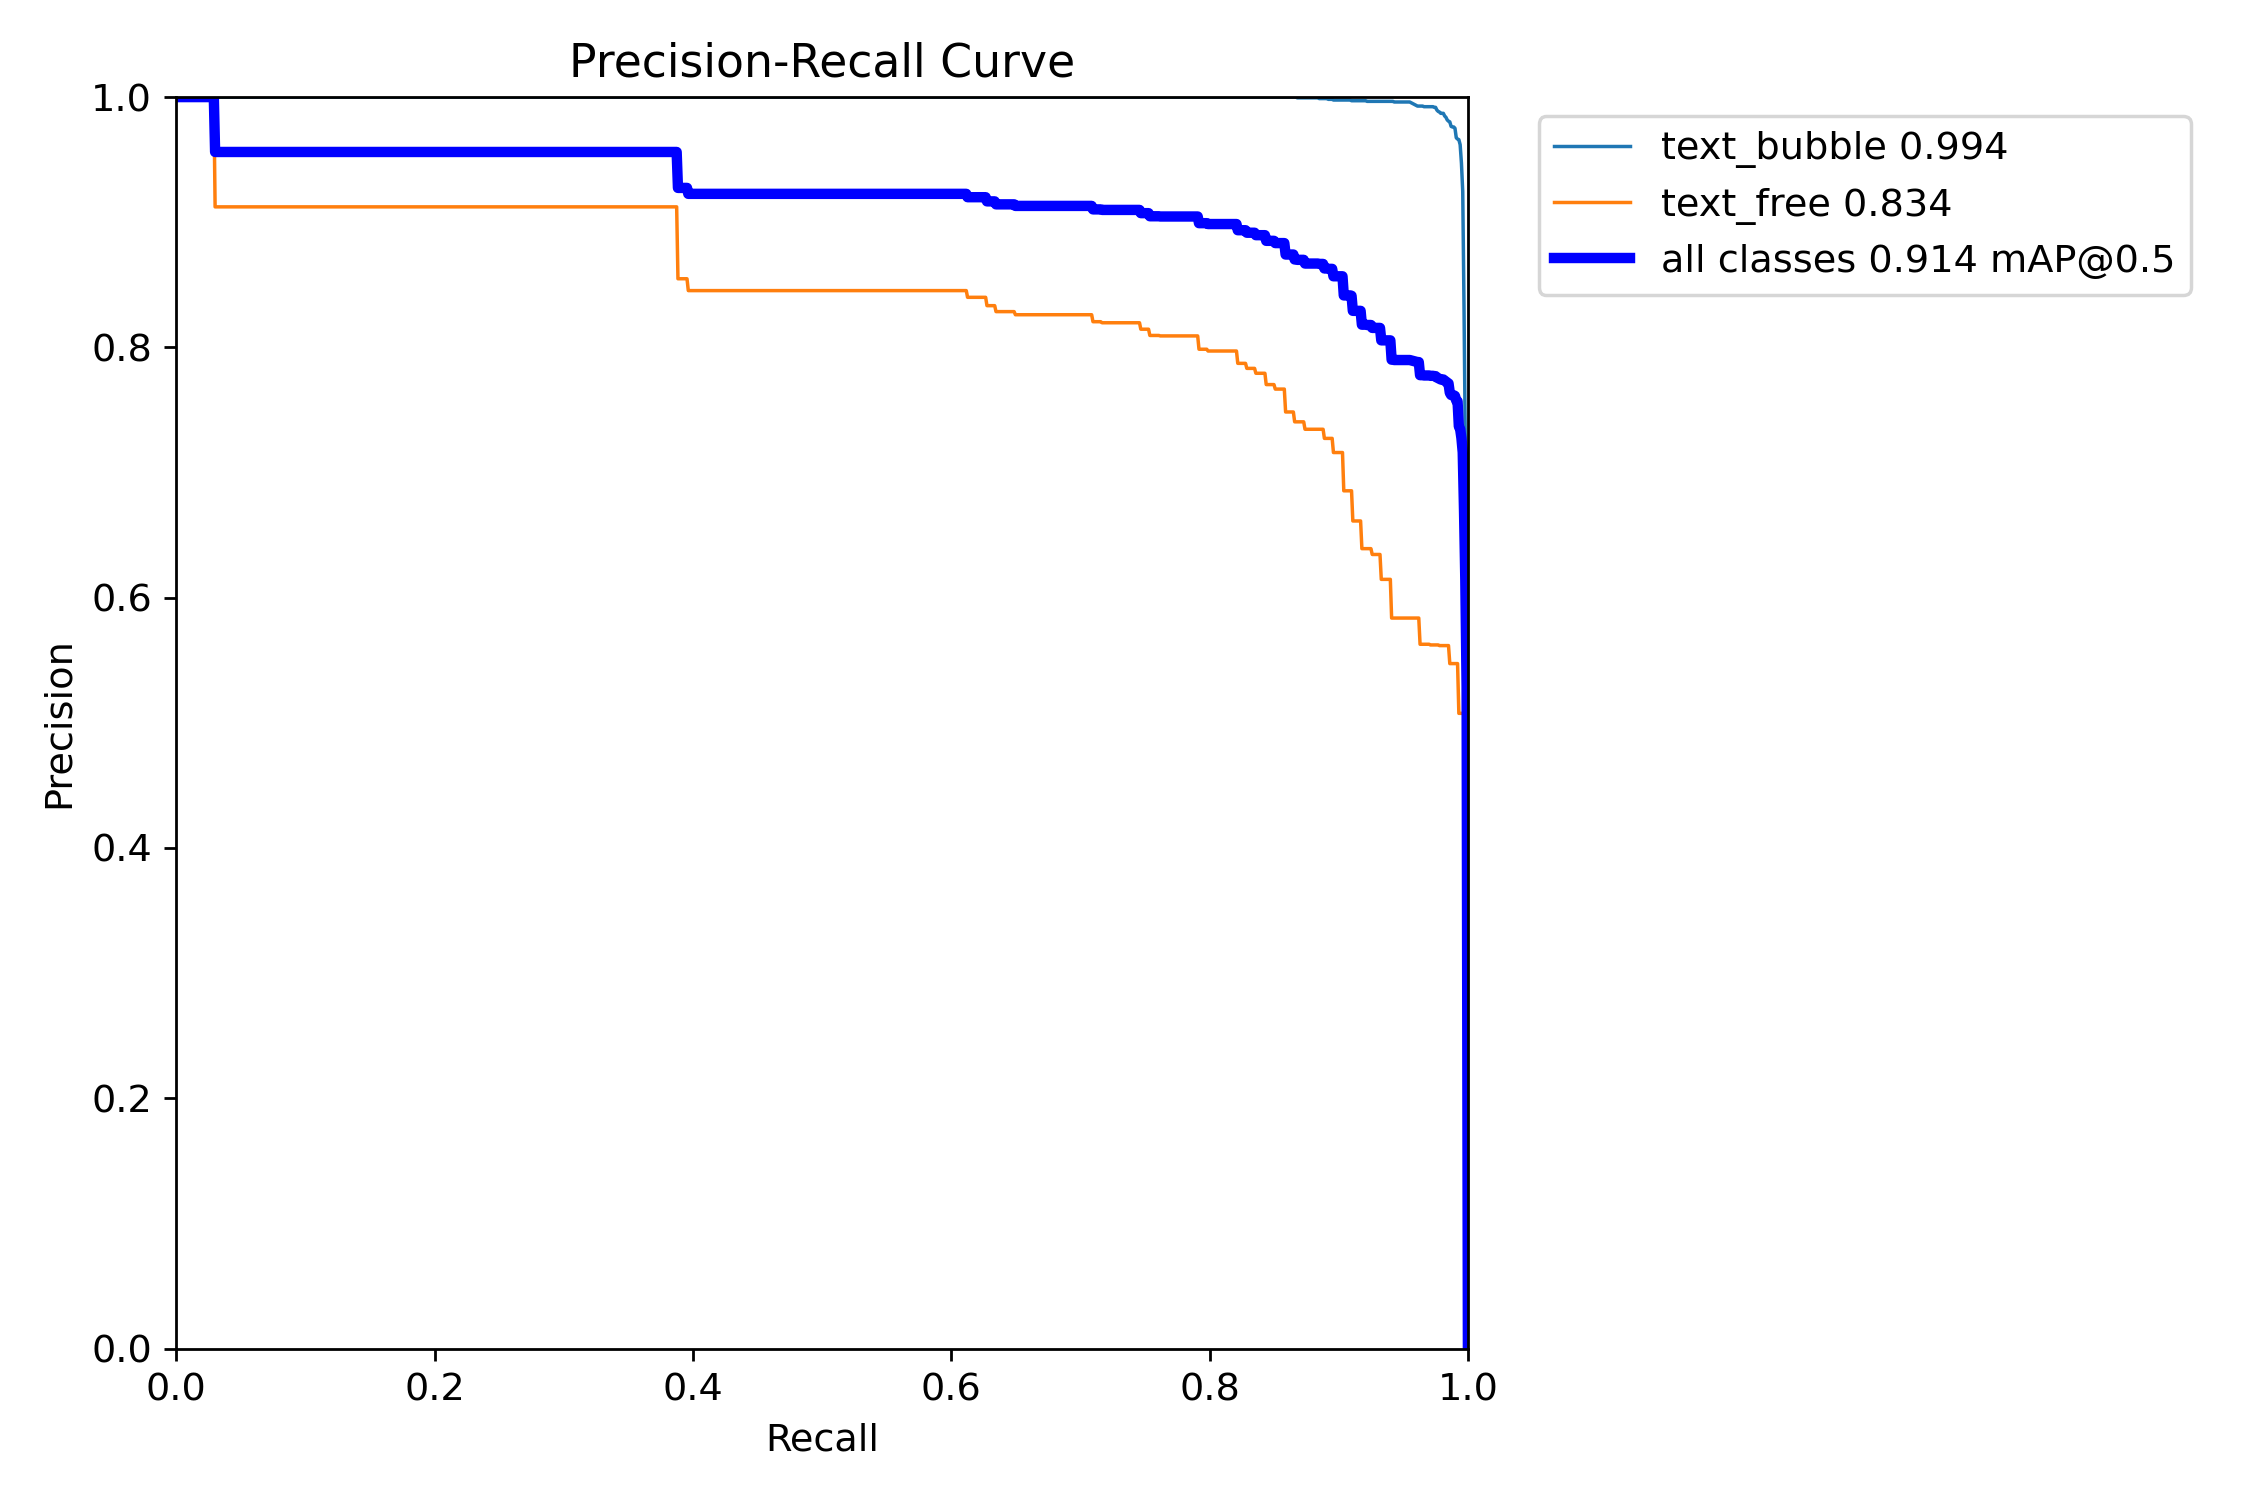 Precision-Recall Curve
1.0
0.8
0.6
0.4
0.2
0.0
Precision
0.0 0.2 0.4 0.6 0.8 1.0
Recall
text_bubble 0.994
text_free 0.834
all classes 0.914 mAP@0.5